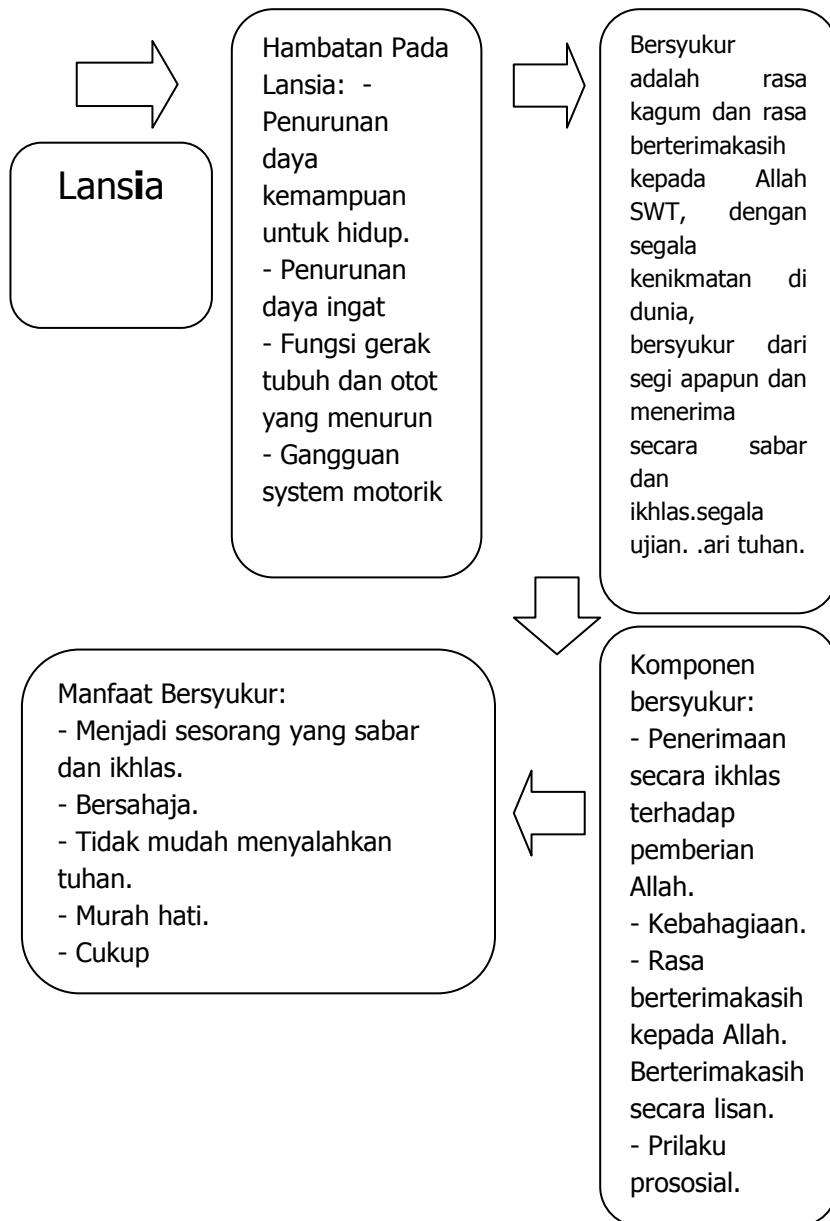 Lansia
Hambatan Pada
Lansia: -
Penurunan
daya
kemampuan
untuk hidup.
- Penurunan
daya ingat
- Fungsi gerak
tubuh dan otot
yang menurun
- Gangguan
system motorik
Bersyukur
adalah rasa
kagum dan rasa
berterimakasih
kepada Allah
SWT, dengan
segala
kenikmatan di
dunia,
bersyukur dari
segi apapun dan
menerima
secara sabar
dan
ikhlas.segala
ujian. .ari tuhan.
Komponen
bersyukur:
- Penerimaan
secara ikhlas
terhadap
pemberian
Allah.
- Kebahagiaan.
- Rasa
berterimakasih
kepada Allah.
Berterimakasih
secara lisan.
- Prilaku
prososial.
Manfaat Bersyukur:
- Menjadi sesorang yang sabar
dan ikhlas.
- Bersahaja.
- Tidak mudah menyalahkan
tuhan.
- Murah hati.
- Cukup